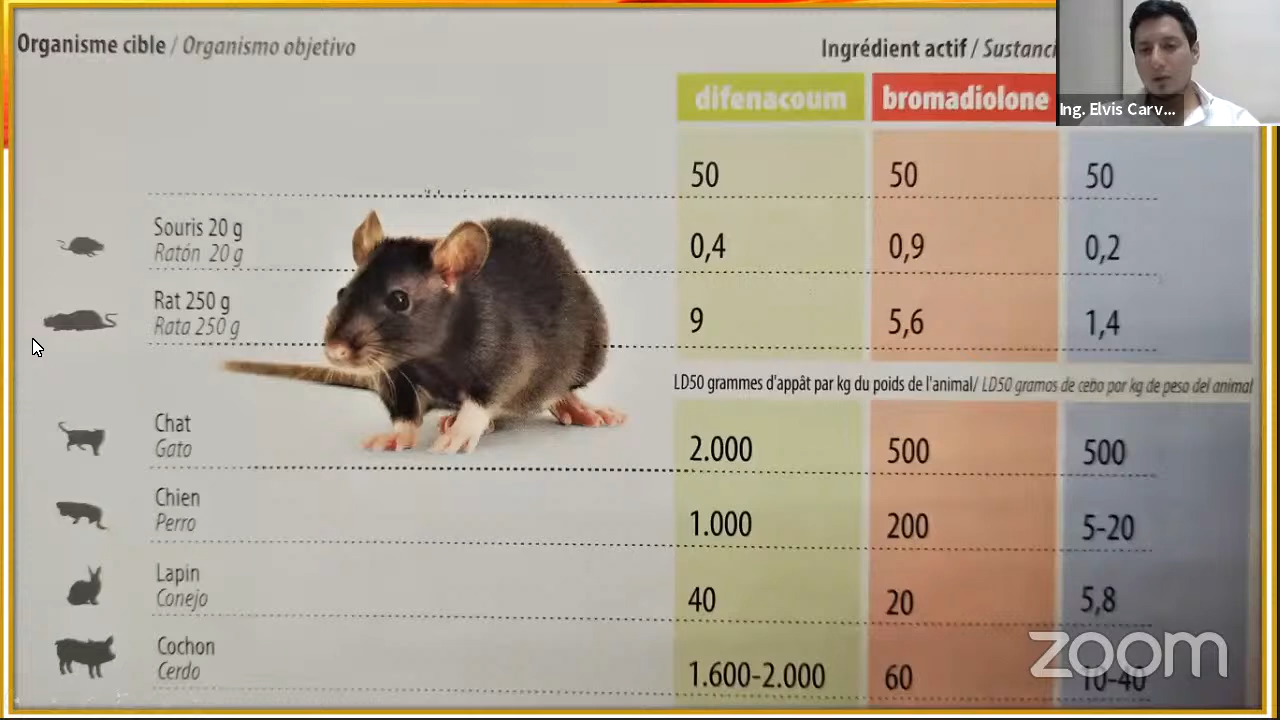 Organisme cible / Organismo objetivo
Ingrédient actif / Sustanci
difenacoum bromadiolone
Ing. Elvis Carv...
50 50 50
Souris 20 g
Ratón 20 g
0,4 0,9 0,2
Rat 250 g
Rata 250 g
9 5,6 1,4
LD50 grammes d'appât par kg du poids de l'animal/ LD50 gramos de cebo por kg de peso del animal
Chat
Gato
2.000 500 500
Chien
Perro
1.000 200 5-20
Lapin
Conejo
40 20 5,8
zoom
Cochon
Cerdo
1.600-2.000 60 10-40